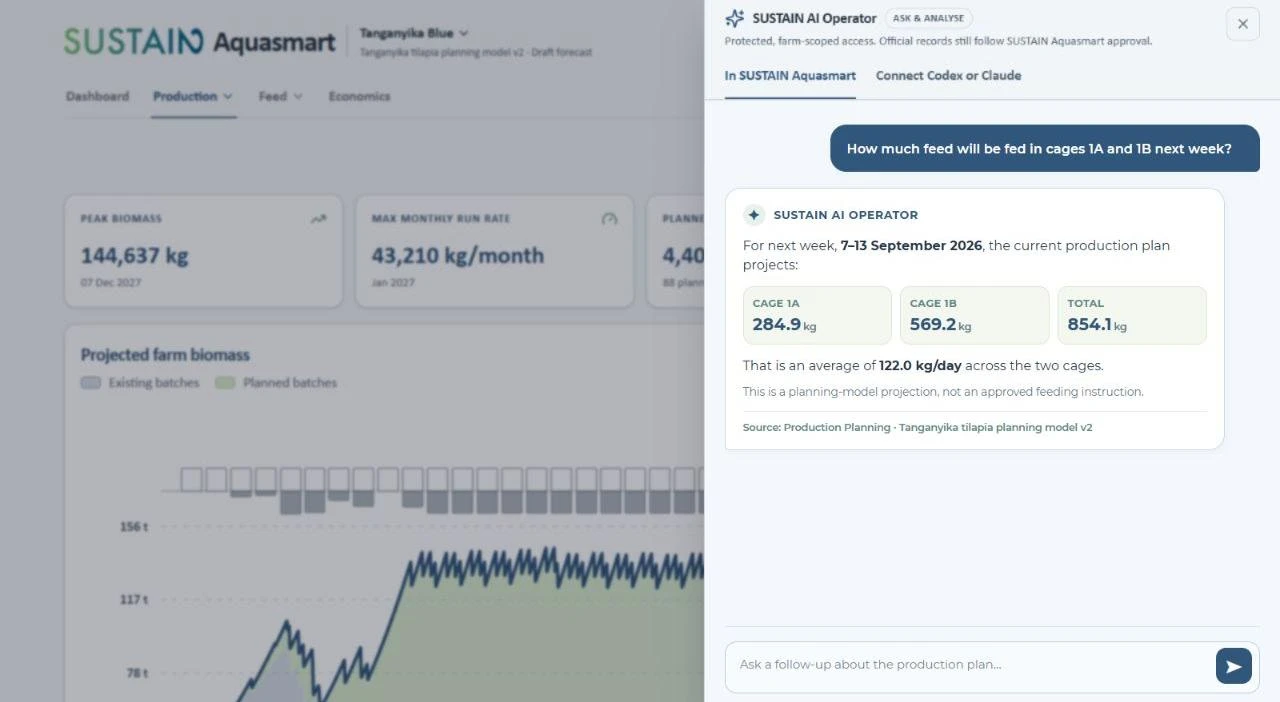 SUSTAIN Aquasmart
Tanganyika Blue
Tanganyika tilapia planning model v2 · Draft forecast
Dashboard Production Feed Economics
PEAK BIOMASS
144,637 kg
07 Dec 2027
MAX MONTHLY RUN RATE
43,210 kg/month
Jan 2027
PLANNE
4,40
88 plann
Projected farm biomass
Existing batches Planned batches
156 t
117 t
78 t
SUSTAIN AI Operator ASK & ANALYSE
Protected, farm-scoped access. Official records still follow SUSTAIN Aquasmart approval.
In SUSTAIN Aquasmart Connect Codex or Claude
How much feed will be fed in cages 1A and 1B next week?
SUSTAIN AI OPERATOR
For next week, 7–13 September 2026, the current production plan
projects:
CAGE 1A
284.9 kg
CAGE 1B
569.2 kg
TOTAL
854.1 kg
That is an average of 122.0 kg/day across the two cages.
This is a planning-model projection, not an approved feeding instruction.
Source: Production Planning · Tanganyika tilapia planning model v2
Ask a follow-up about the production plan...